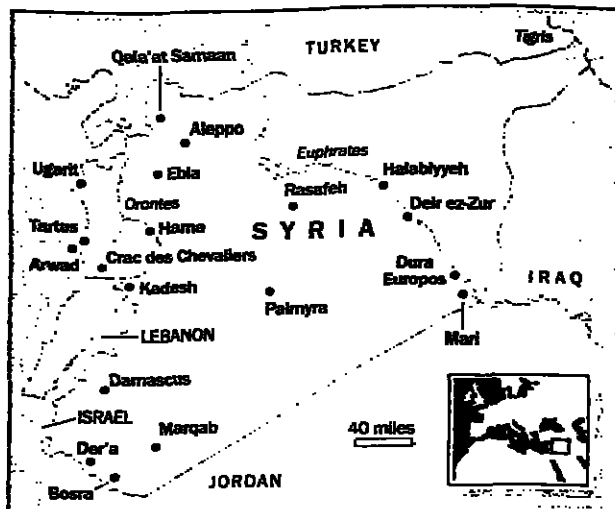 TURKEY
Tigris
Qala'at Samaan
Aleppo
Euphrates
Halabiyyeh
Ugarit
Ebla
Rasafeh
Orontes
Deir ez-Zur
Tartus
Hama
SYRIA
Arwad
Crac des Chevaliers
Dura
Europos
IRAQ
Kadesh
Palmyra
Mari
LEBANON
Damascus
ISRAEL
Marqab
40 miles
Der'a
JORDAN
Bosra